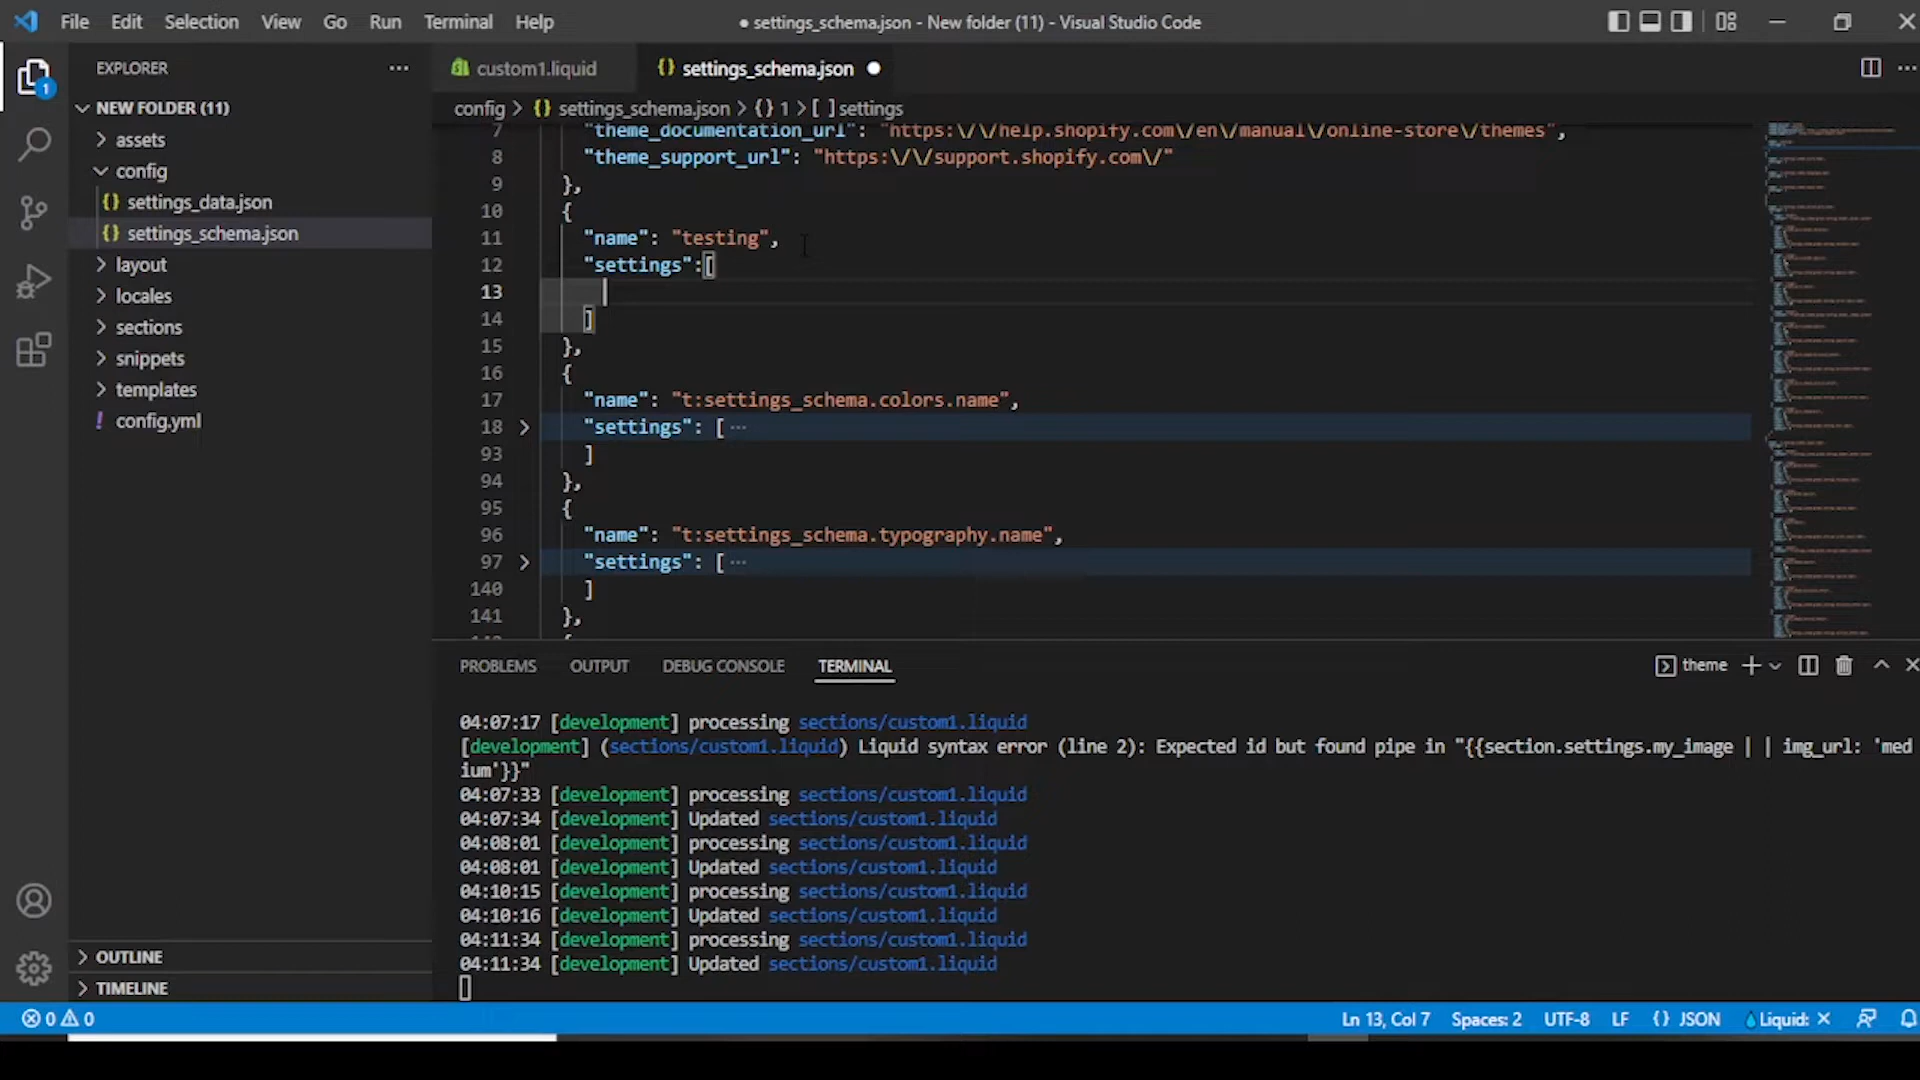 File Edit Selection View Go Run Terminal Help
● settings_schema.json - New folder (11) - Visual Studio Code
EXPLORER
NEW FOLDER (11)
assets
config
{} settings_data.json
{} settings_schema.json
layout
locales
sections
snippets
templates
! config.yml
OUTLINE
TIMELINE
1
custom1.liquid
{} settings_schema.json ●
config > {} settings_schema.json > {} 1 > [ ] settings
7 "theme_documentation_url": "https:\/\/help.shopify.com\/en\/manual\/online-store\/themes",
8 "theme_support_url": "https:\/\/support.shopify.com\/"
9 },
10 {
11 "name": "testing",
12 "settings":[
13
14 ]
15 },
16 {
17 "name": "t:settings_schema.colors.name",
18 "settings": [ ···
93 ]
94 },
95 {
96 "name": "t:settings_schema.typography.name",
97 "settings": [ ···
140 ]
141 },
PROBLEMS OUTPUT DEBUG CONSOLE TERMINAL
theme
04:07:17 [development] processing sections/custom1.liquid
[development] (sections/custom1.liquid) Liquid syntax error (line 2): Expected id but found pipe in "{{section.settings.my_image | | img_url: 'med
ium'}}"
04:07:33 [development] processing sections/custom1.liquid
04:07:34 [development] Updated sections/custom1.liquid
04:08:01 [development] processing sections/custom1.liquid
04:08:01 [development] Updated sections/custom1.liquid
04:10:15 [development] processing sections/custom1.liquid
04:10:16 [development] Updated sections/custom1.liquid
04:11:34 [development] processing sections/custom1.liquid
04:11:34 [development] Updated sections/custom1.liquid
0 0
Ln 13, Col 7 Spaces: 2 UTF-8 LF {} JSON Liquid: ✕